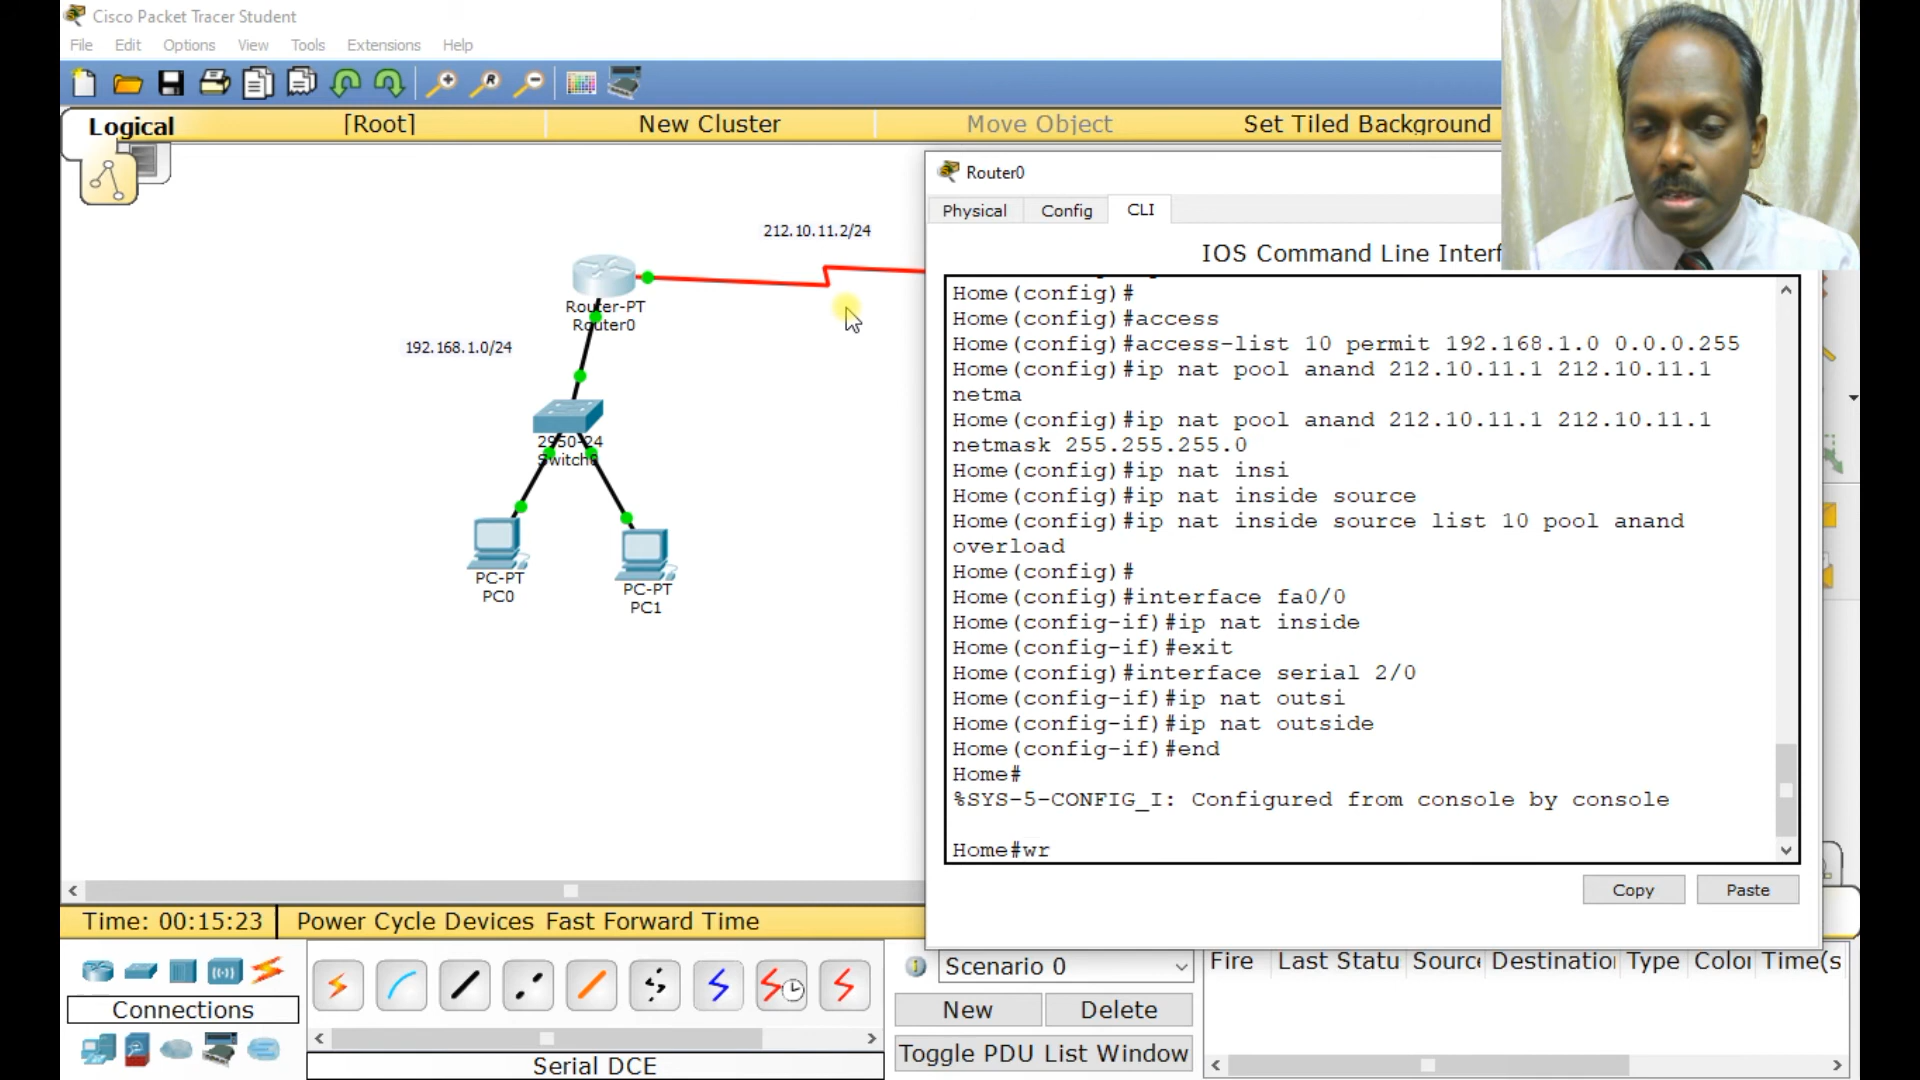 Cisco Packet Tracer Student
File Edit Options View Tools Extensions Help
Logical [Root] New Cluster Move Object Set Tiled Background
Router0
Physical Config CLI
212.10.11.2/24
IOS Command Line Interf
Router-PT
Router0
192.168.1.0/24
2950-24
Switch0
PC-PT
PC0
PC-PT
PC1
Home(config)#
Home(config)#access
Home(config)#access-list 10 permit 192.168.1.0 0.0.0.255
Home(config)#ip nat pool anand 212.10.11.1 212.10.11.1
netma
Home(config)#ip nat pool anand 212.10.11.1 212.10.11.1
netmask 255.255.255.0
Home(config)#ip nat insi
Home(config)#ip nat inside source
Home(config)#ip nat inside source list 10 pool anand
overload
Home(config)#
Home(config)#interface fa0/0
Home(config-if)#ip nat inside
Home(config-if)#exit
Home(config)#interface serial 2/0
Home(config-if)#ip nat outsi
Home(config-if)#ip nat outside
Home(config-if)#end
Home#
%SYS-5-CONFIG_I: Configured from console by console
Home#wr
Copy Paste
Time: 00:15:23 Power Cycle Devices Fast Forward Time
Connections
Serial DCE
Scenario 0
New Delete
Toggle PDU List Window
Fire Last Statu Source Destination Type Color Time(s